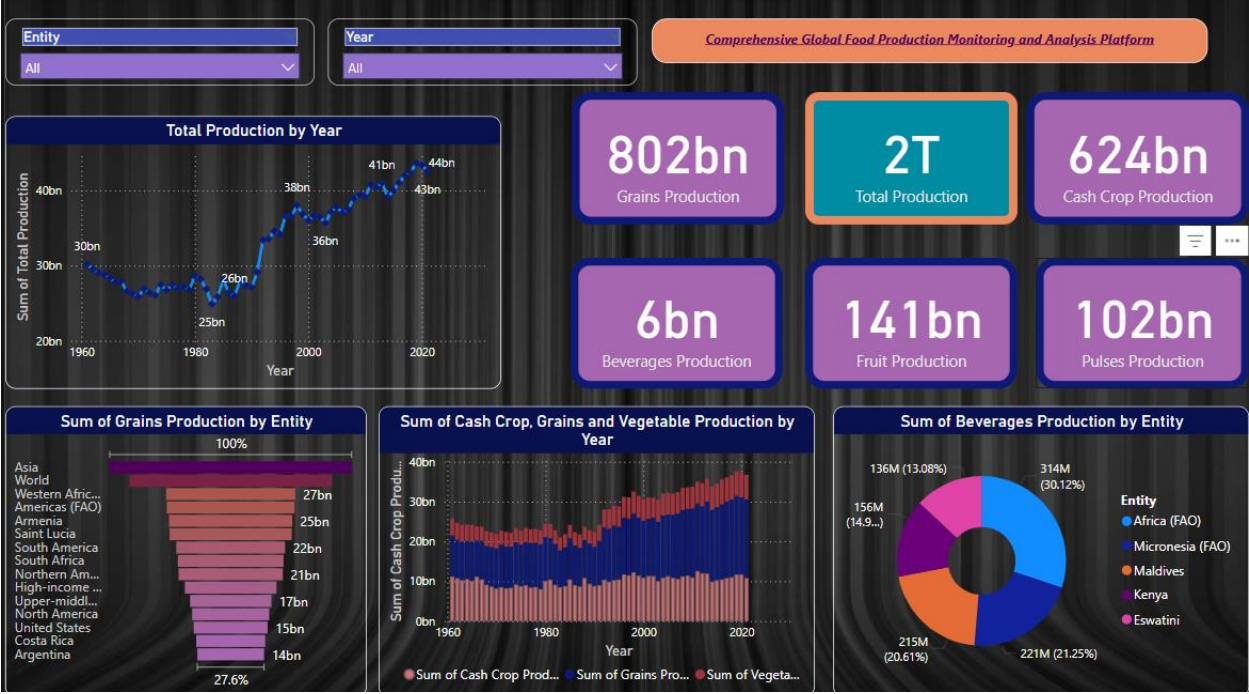 Entity
All
Year
All
Comprehensive Global Food Production Monitoring and Analysis Platform
Total Production by Year
Sum of Total Production
40bn
30bn
20bn
30bn
25bn
26bn
38bn
36bn
41bn
44bn
43bn
1960
1980
2000
2020
Year
802bn
Grains Production
2T
Total Production
624bn
Cash Crop Production
6bn
Beverages Production
141bn
Fruit Production
102bn
Pulses Production
Sum of Grains Production by Entity
100%
Asia
World
Western Afric...
27bn
Americas (FAO)
Armenia
25bn
Saint Lucia
South America
22bn
South Africa
Northern Am...
21bn
High-income ...
Upper-middl...
17bn
North America
United States
15bn
Costa Rica
Argentina
14bn
27.6%
Sum of Cash Crop, Grains and Vegetable Production by
Year
Sum of Cash Crop Produ...
40bn
30bn
20bn
10bn
0bn
1960
1980
2000
2020
Year
Sum of Cash Crop Prod...
Sum of Grains Pro...
Sum of Vegeta...
Sum of Beverages Production by Entity
136M (13.08%)
314M
(30.12%)
156M
(14.9...)
215M
(20.61%)
221M (21.25%)
Entity
Africa (FAO)
Micronesia (FAO)
Maldives
Kenya
Eswatini